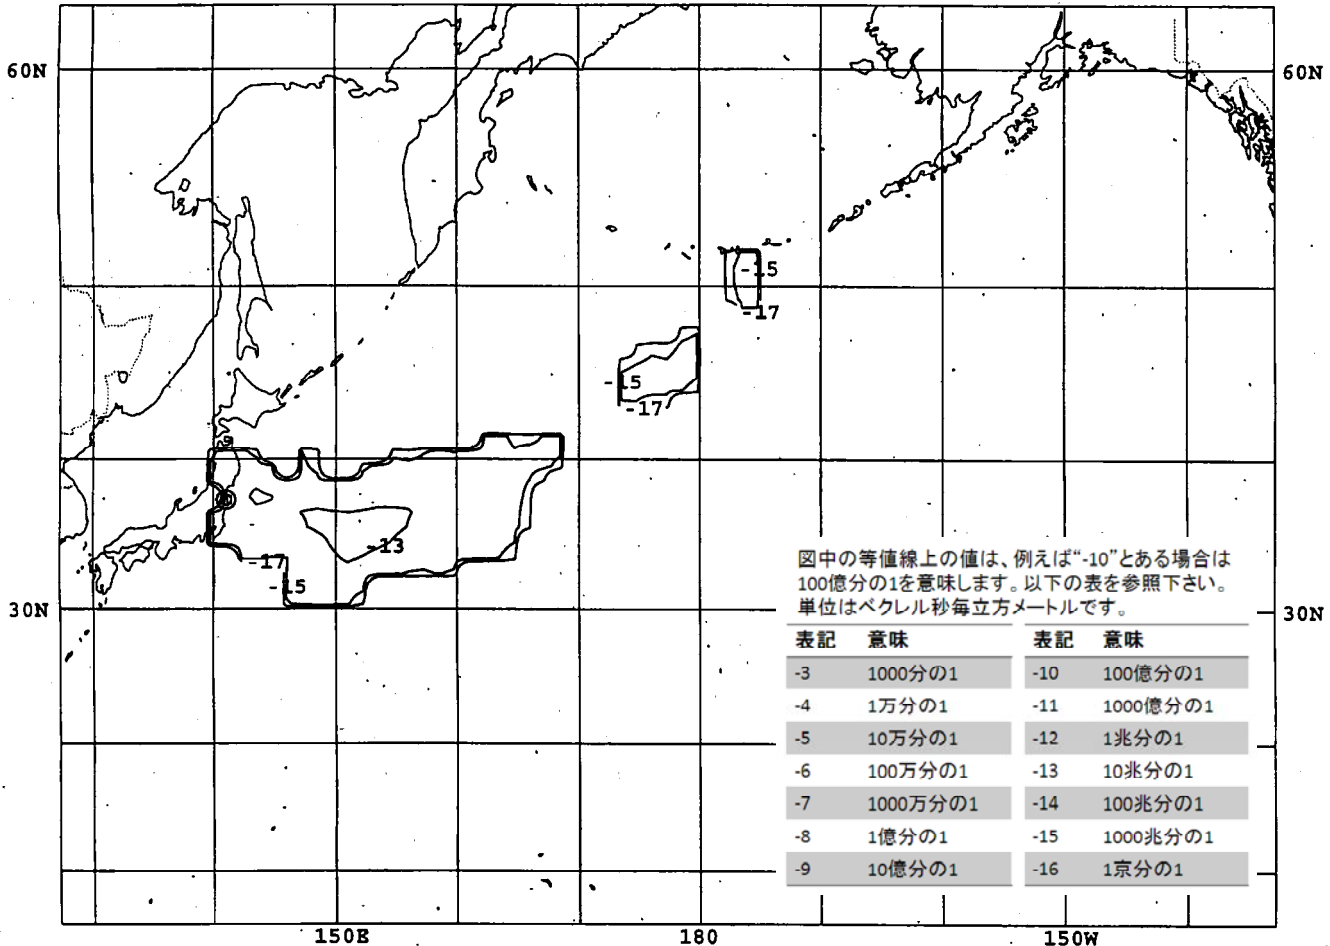 60N
60N
-15
-17
-15
-17
-13
-17
-15
図中の等値線上の値は、例えば“-10”とある場合は
100億分の1を意味します。以下の表を参照下さい。
単位はベクレル秒毎立方メートルです。
30N
30N
表記 意味 表記 意味
-3 1000分の1 -10 100億分の1
-4 1万分の1 -11 1000億分の1
-5 10万分の1 -12 1兆分の1
-6 100万分の1 -13 10兆分の1
-7 1000万分の1 -14 100兆分の1
-8 1億分の1 -15 1000兆分の1
-9 10億分の1 -16 1京分の1
150E 180 150W